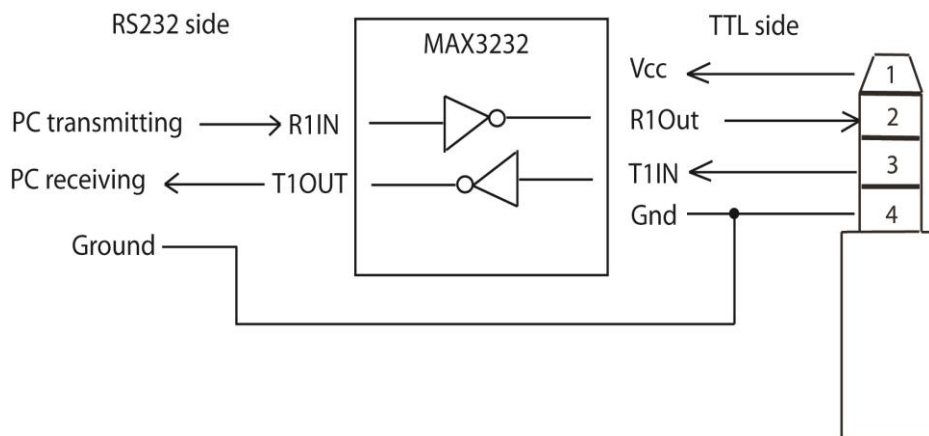 RS232 side
MAX3232
TTL side
Vcc
1
PC transmitting
R1IN
R1Out
2
PC receiving
T1OUT
T1IN
3
Ground
Gnd
4